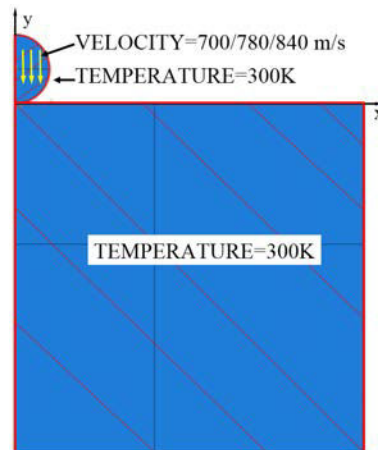 y
VELOCITY=700/780/840 m/s
TEMPERATURE=300K
x
TEMPERATURE=300K